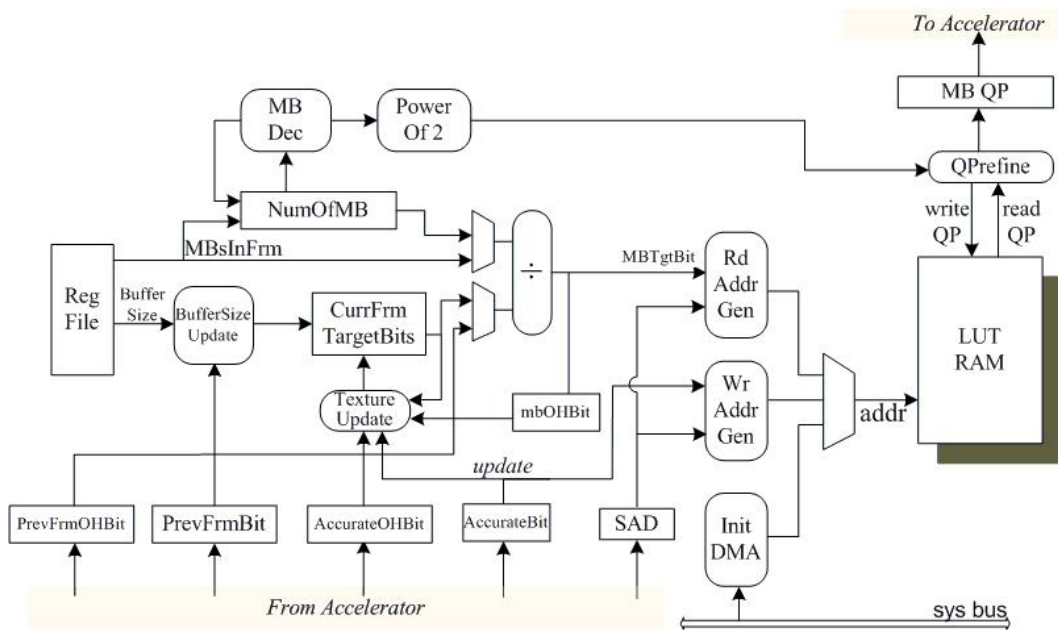 To Accelerator
MB QP
MB
Dec
Power
Of 2
QPrefine
write
QP
read
QP
NumOfMB
MBsInFrm
÷
MBTgtBit
Rd
Addr
Gen
Reg
File
Buffer
Size
BufferSize
Update
CurrFrm
TargetBits
LUT
RAM
Texture
Update
mbOHBit
Wr
Addr
Gen
addr
update
PrevFrmOHBit
PrevFrmBit
AccurateOHBit
AccurateBit
SAD
Init
DMA
From Accelerator
sys bus